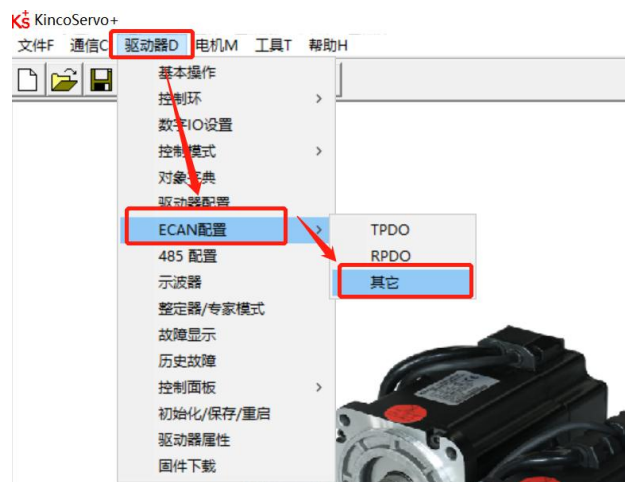 Ks KincoServo+
文件F 通信C 驱动器D 电机M 工具T 帮助H
基本操作
控制环
数字IO设置
控制模式
对象字典
驱动器配置
ECAN配置
TPDO
485 配置
RPDO
示波器
其它
整定器/专家模式
故障显示
历史故障
控制面板
初始化/保存/重启
驱动器属性
固件下载